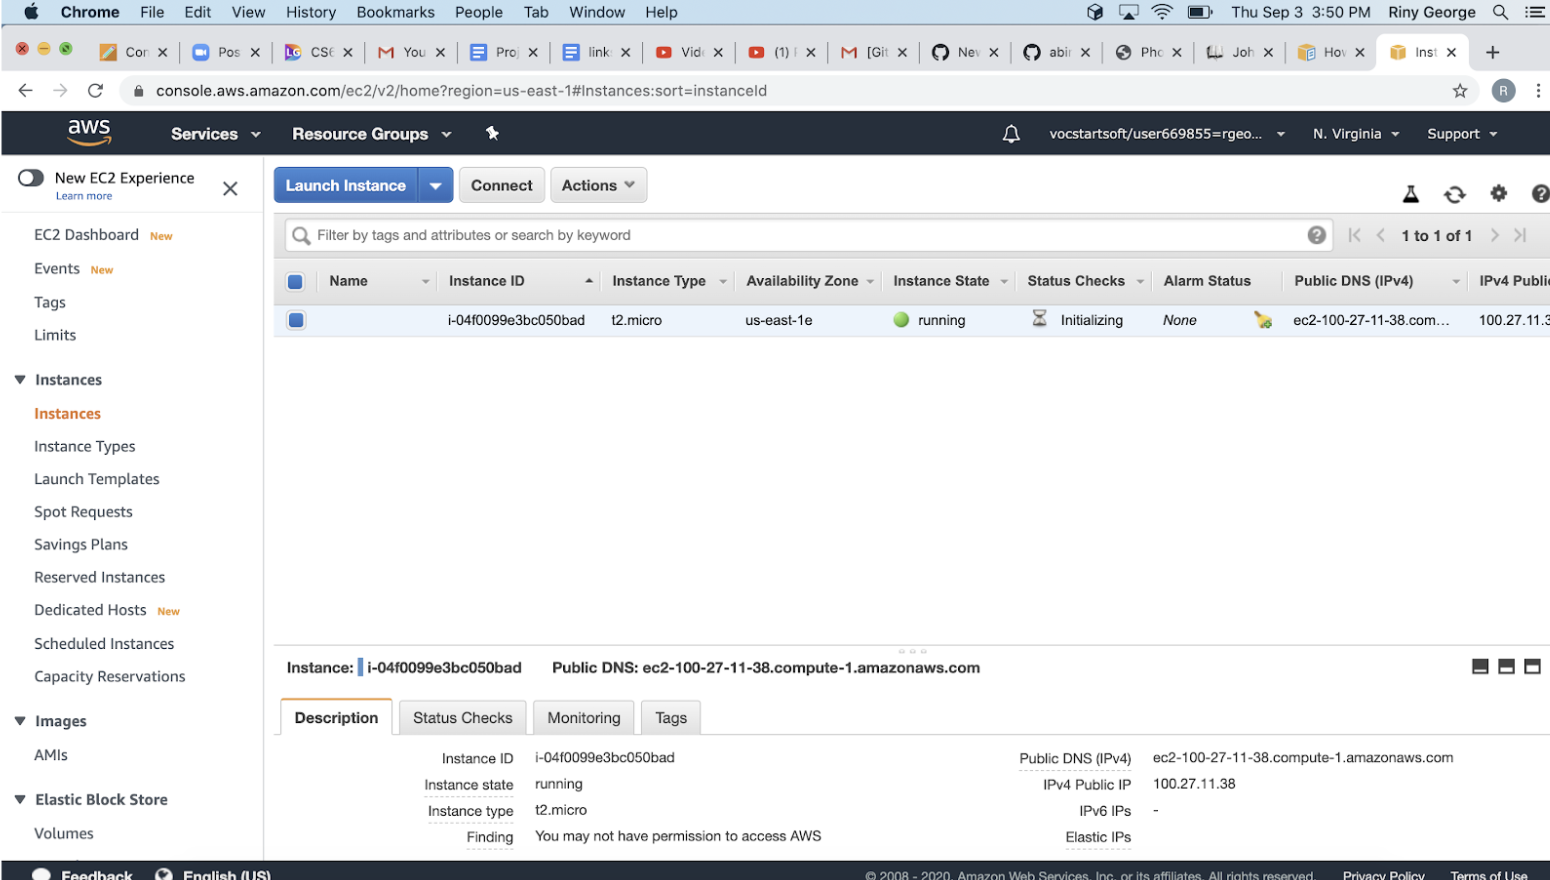 Chrome File Edit View History Bookmarks People Tab Window Help Thu Sep 3 3:50 PM Riny George
Con Pos CS6 You Proj link Vid (1) [Git New abin Pho Joh How Inst
console.aws.amazon.com/ec2/v2/home?region=us-east-1#Instances:sort=instanceId R
aws Services Resource Groups vocstartsoft/user669855=rgeo... N. Virginia Support
New EC2 Experience
Learn more
Launch Instance Connect Actions
Filter by tags and attributes or search by keyword 1 to 1 of 1
Name Instance ID Instance Type Availability Zone Instance State Status Checks Alarm Status Public DNS (IPv4) IPv4 Publi
i-04f0099e3bc050bad t2.micro us-east-1e running Initializing None ec2-100-27-11-38.com... 100.27.11.3
EC2 Dashboard New
Events New
Tags
Limits
Instances
Instances
Instance Types
Launch Templates
Spot Requests
Savings Plans
Reserved Instances
Dedicated Hosts New
Scheduled Instances
Capacity Reservations
Images
AMIs
Elastic Block Store
Volumes
Instance: i-04f0099e3bc050bad Public DNS: ec2-100-27-11-38.compute-1.amazonaws.com
Description Status Checks Monitoring Tags
Instance ID i-04f0099e3bc050bad Public DNS (IPv4) ec2-100-27-11-38.compute-1.amazonaws.com
Instance state running IPv4 Public IP 100.27.11.38
Instance type t2.micro IPv6 IPs -
Finding You may not have permission to access AWS Elastic IPs
Feedback English (US) © 2008 - 2020, Amazon Web Services, Inc. or its affiliates. All rights reserved. Privacy Policy Terms of Use